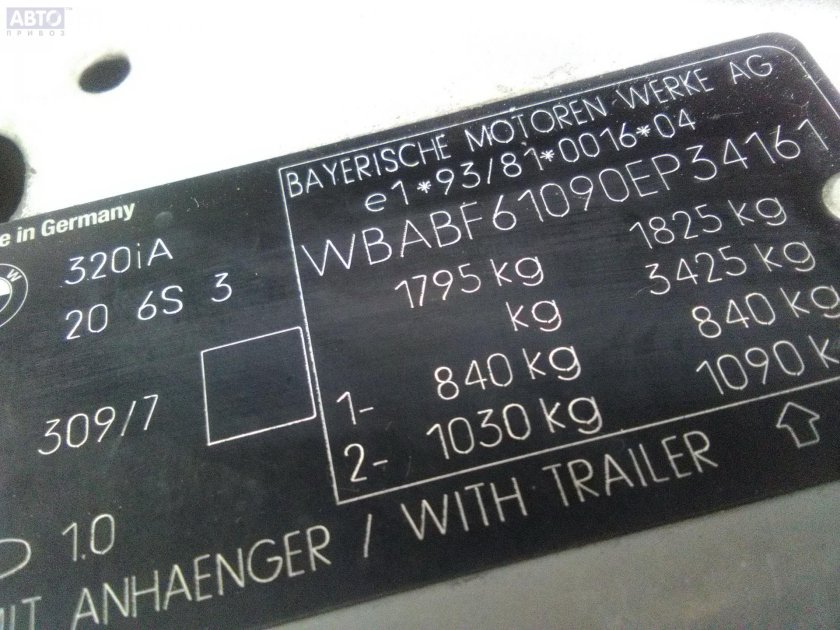 АВТО
ПРИВОЗ
BAYERISCHE MOTOREN WERKE AG
e1*93/81*0016*04
WBABF61090EP34161
1795 kg 1825 kg
kg 3425 kg
1- 840 kg 840 kg
2- 1030 kg 1090 k
in Germany
W
320iA
20 6S 3
309/7
1.0
MIT ANHAENGER / WITH TRAILER